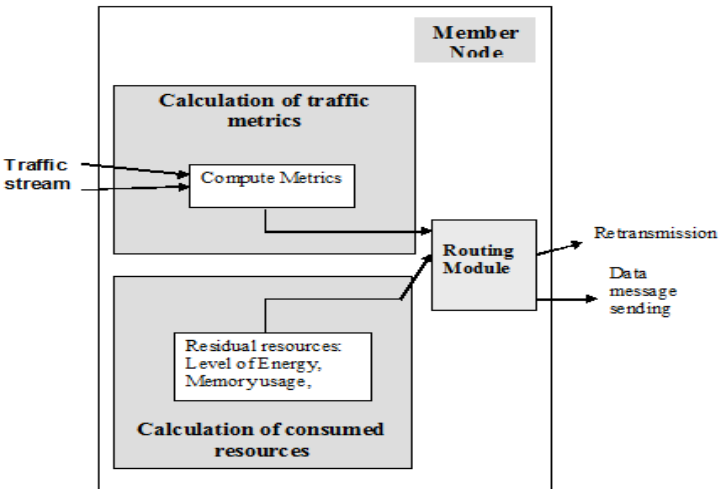 Member
Node
Calculation of traffic
metrics
Traffic
stream
Compute Metrics
Routing
Module
Retransmission
Data
message
sending
Residual resources:
Level of Energy,
Memory usage,
Calculation of consumed
resources